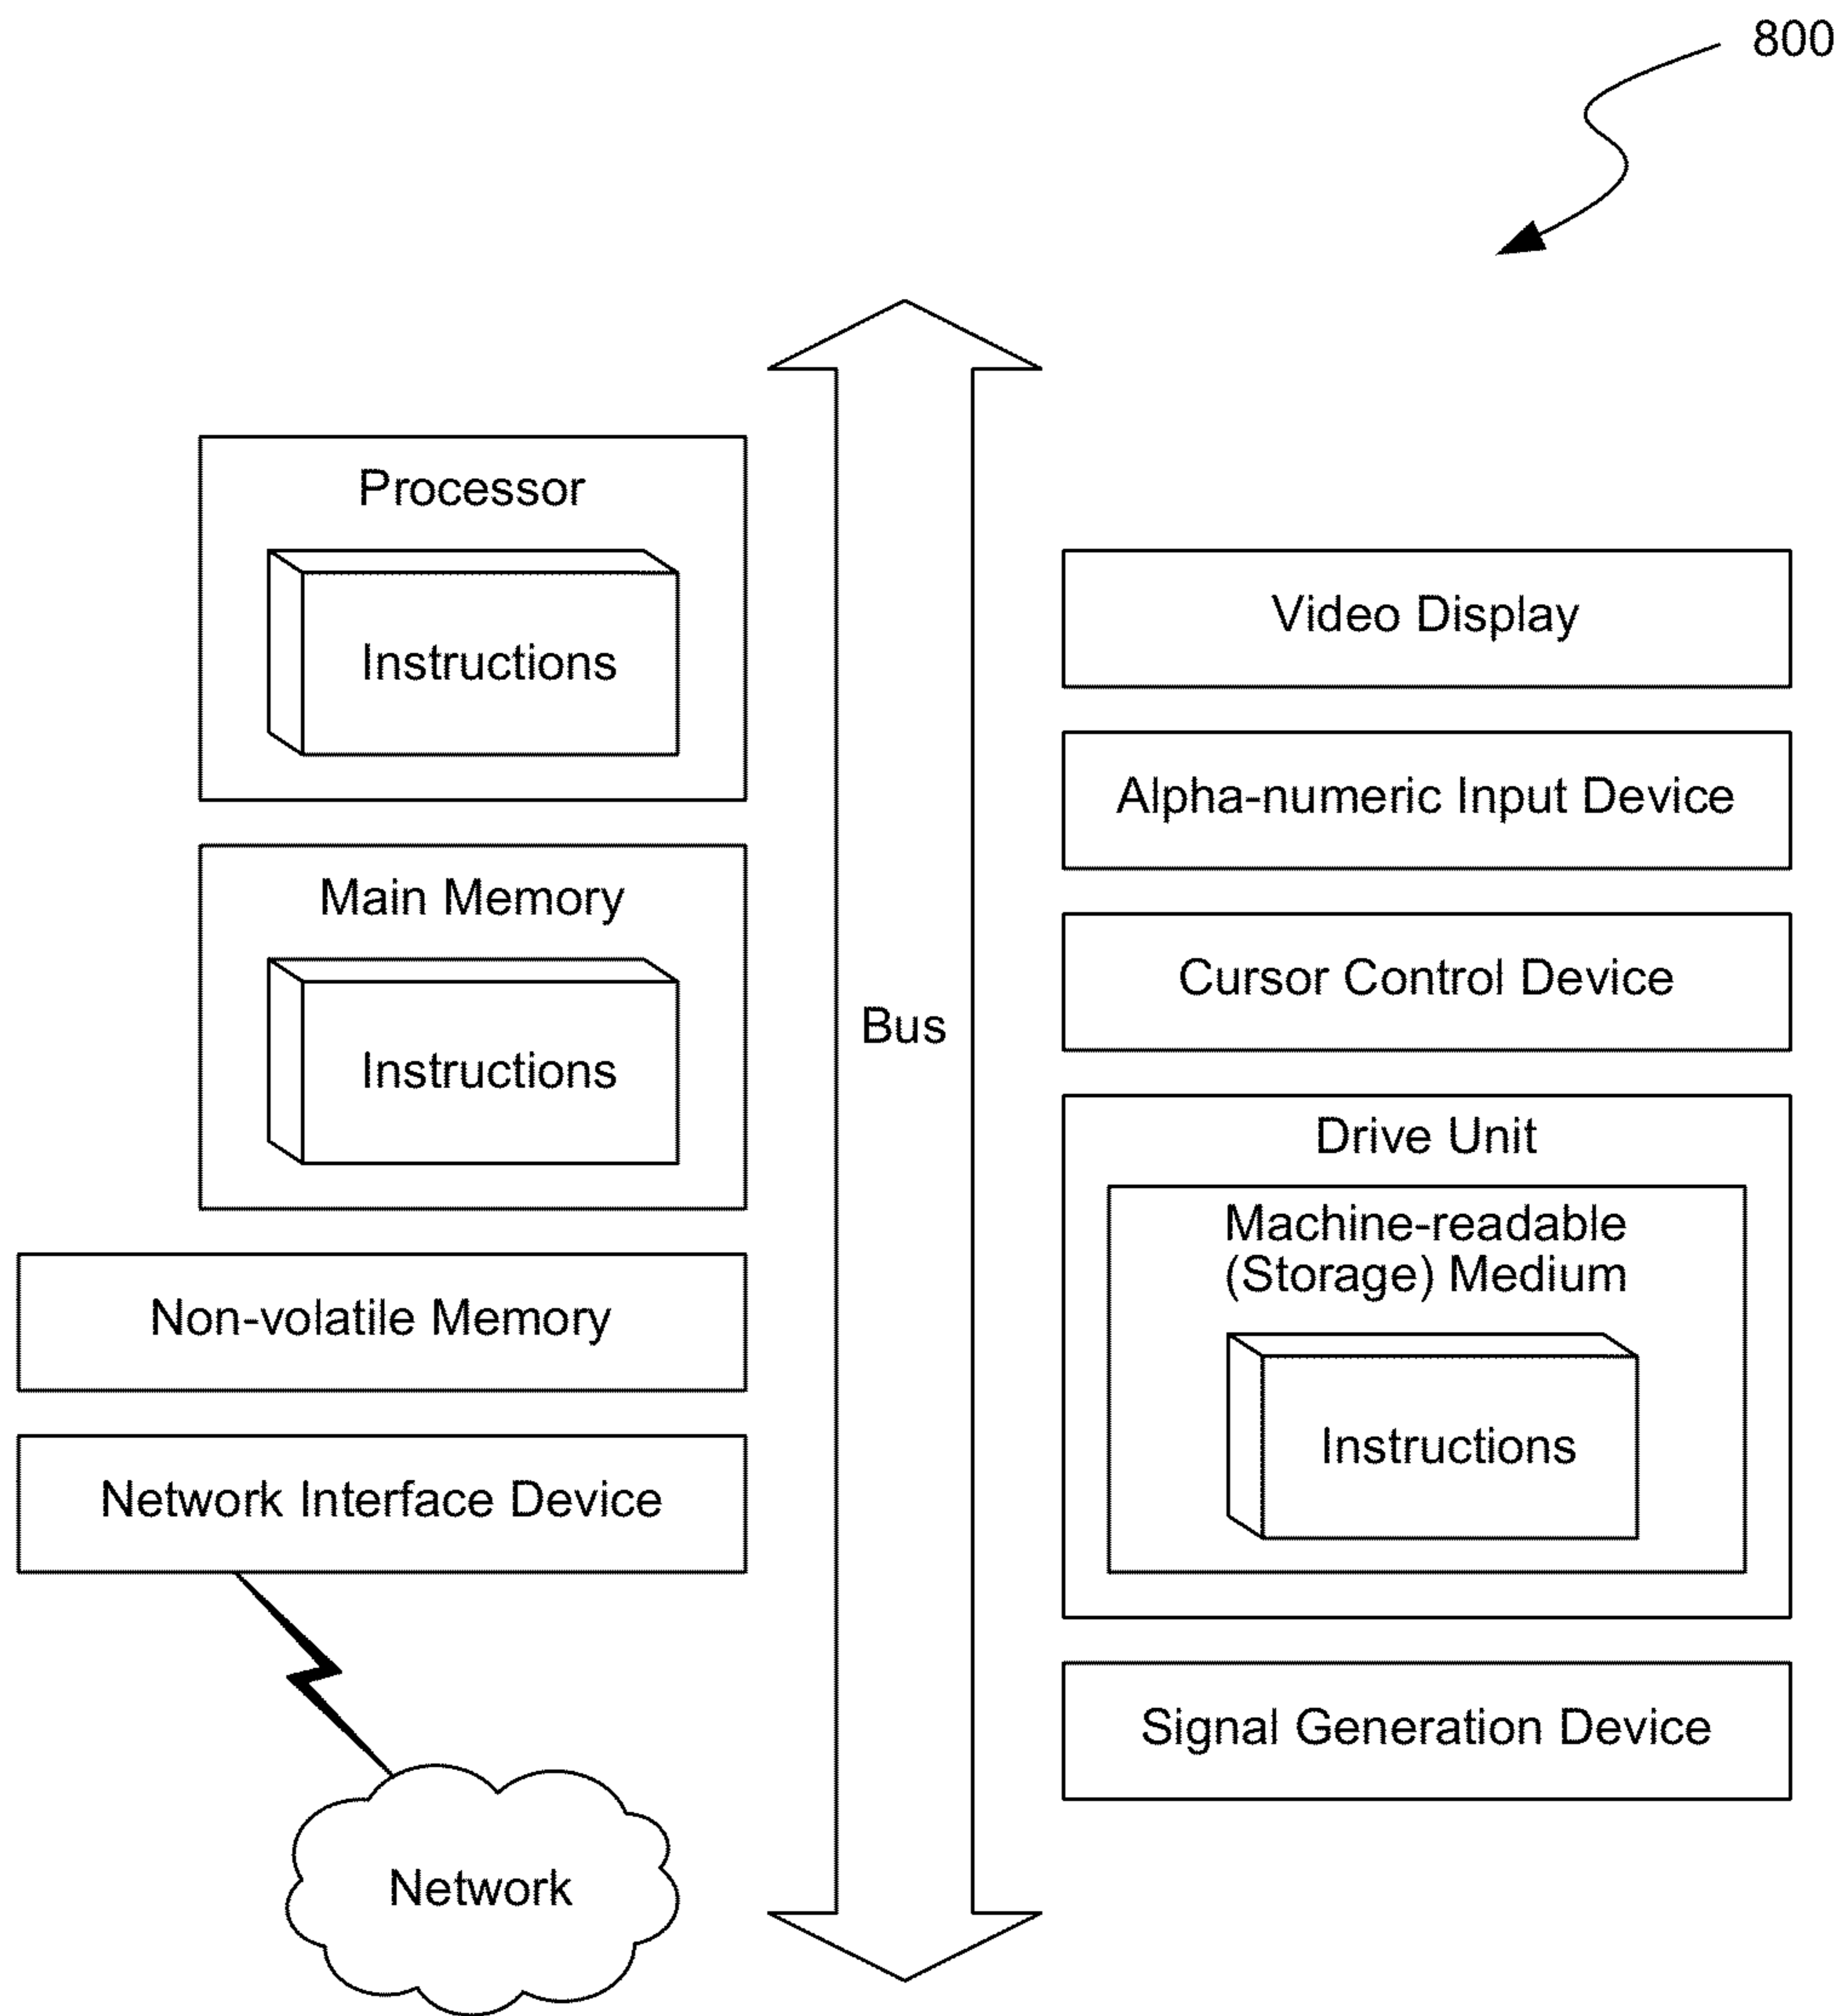 800
Processor
Instructions
Main Memory
Instructions
Non-volatile Memory
Network Interface Device
Network
Bus
Video Display
Alpha-numeric Input Device
Cursor Control Device
Drive Unit
Machine-readable
(Storage) Medium
Instructions
Signal Generation Device